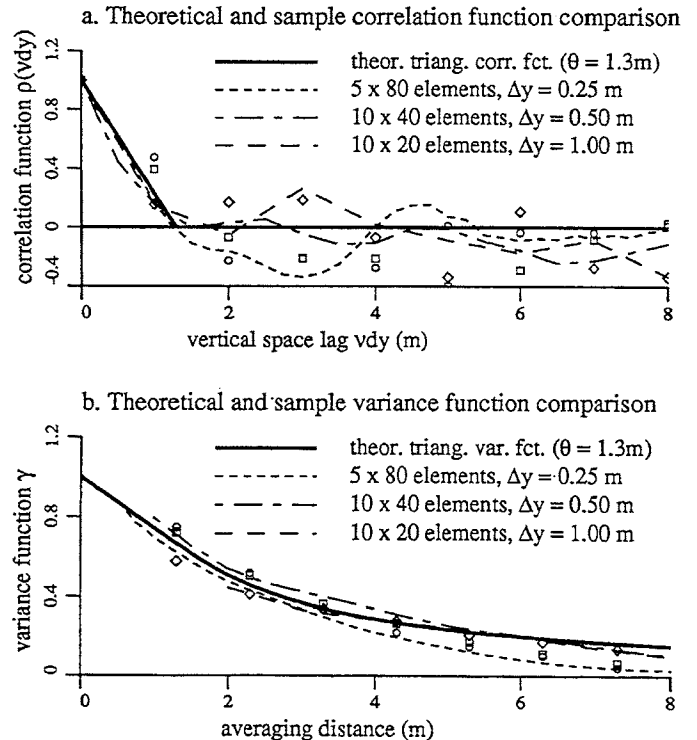 a. Theoretical and sample correlation function comparison
1.2
0.8
0.4
0
-0.4
correlation function ρ(vdy)
theor. triang. corr. fct. (θ = 1.3m)
5 x 80 elements, Δy = 0.25 m
10 x 40 elements, Δy = 0.50 m
10 x 20 elements, Δy = 1.00 m
0 2 4 6 8
vertical space lag vdy (m)
b. Theoretical and sample variance function comparison
1.2
0.8
0.4
0
variance function γ
theor. triang. var. fct. (θ = 1.3m)
5 x 80 elements, Δy = 0.25 m
10 x 40 elements, Δy = 0.50 m
10 x 20 elements, Δy = 1.00 m
0 2 4 6 8
averaging distance (m)